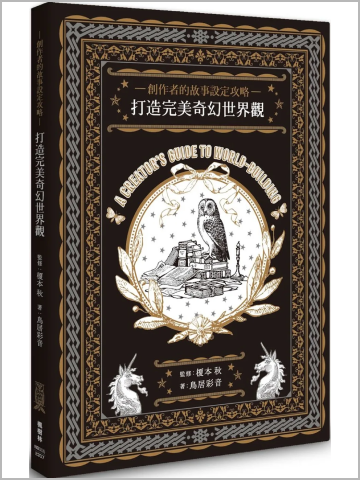 —創作者的故事設定攻略—
打造完美奇幻世界觀
A CREATOR'S GUIDE TO WORLD-BUILDING
監修：榎本 秋
著：鳥居彩音
—創作者的故事設定攻略—
打造完美奇幻世界觀
監修 榎本 秋 著 鳥居彩音
楓樹林